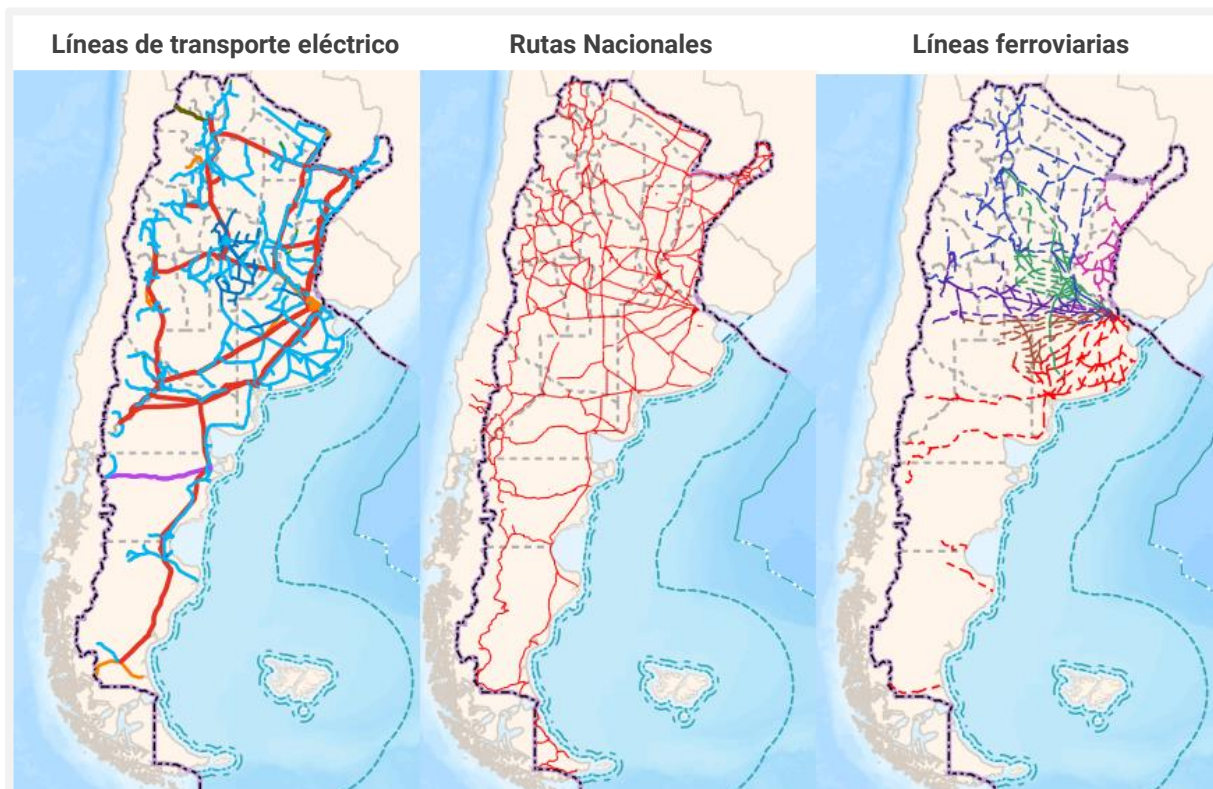 Líneas de transporte eléctrico
Rutas Nacionales
Líneas ferroviarias